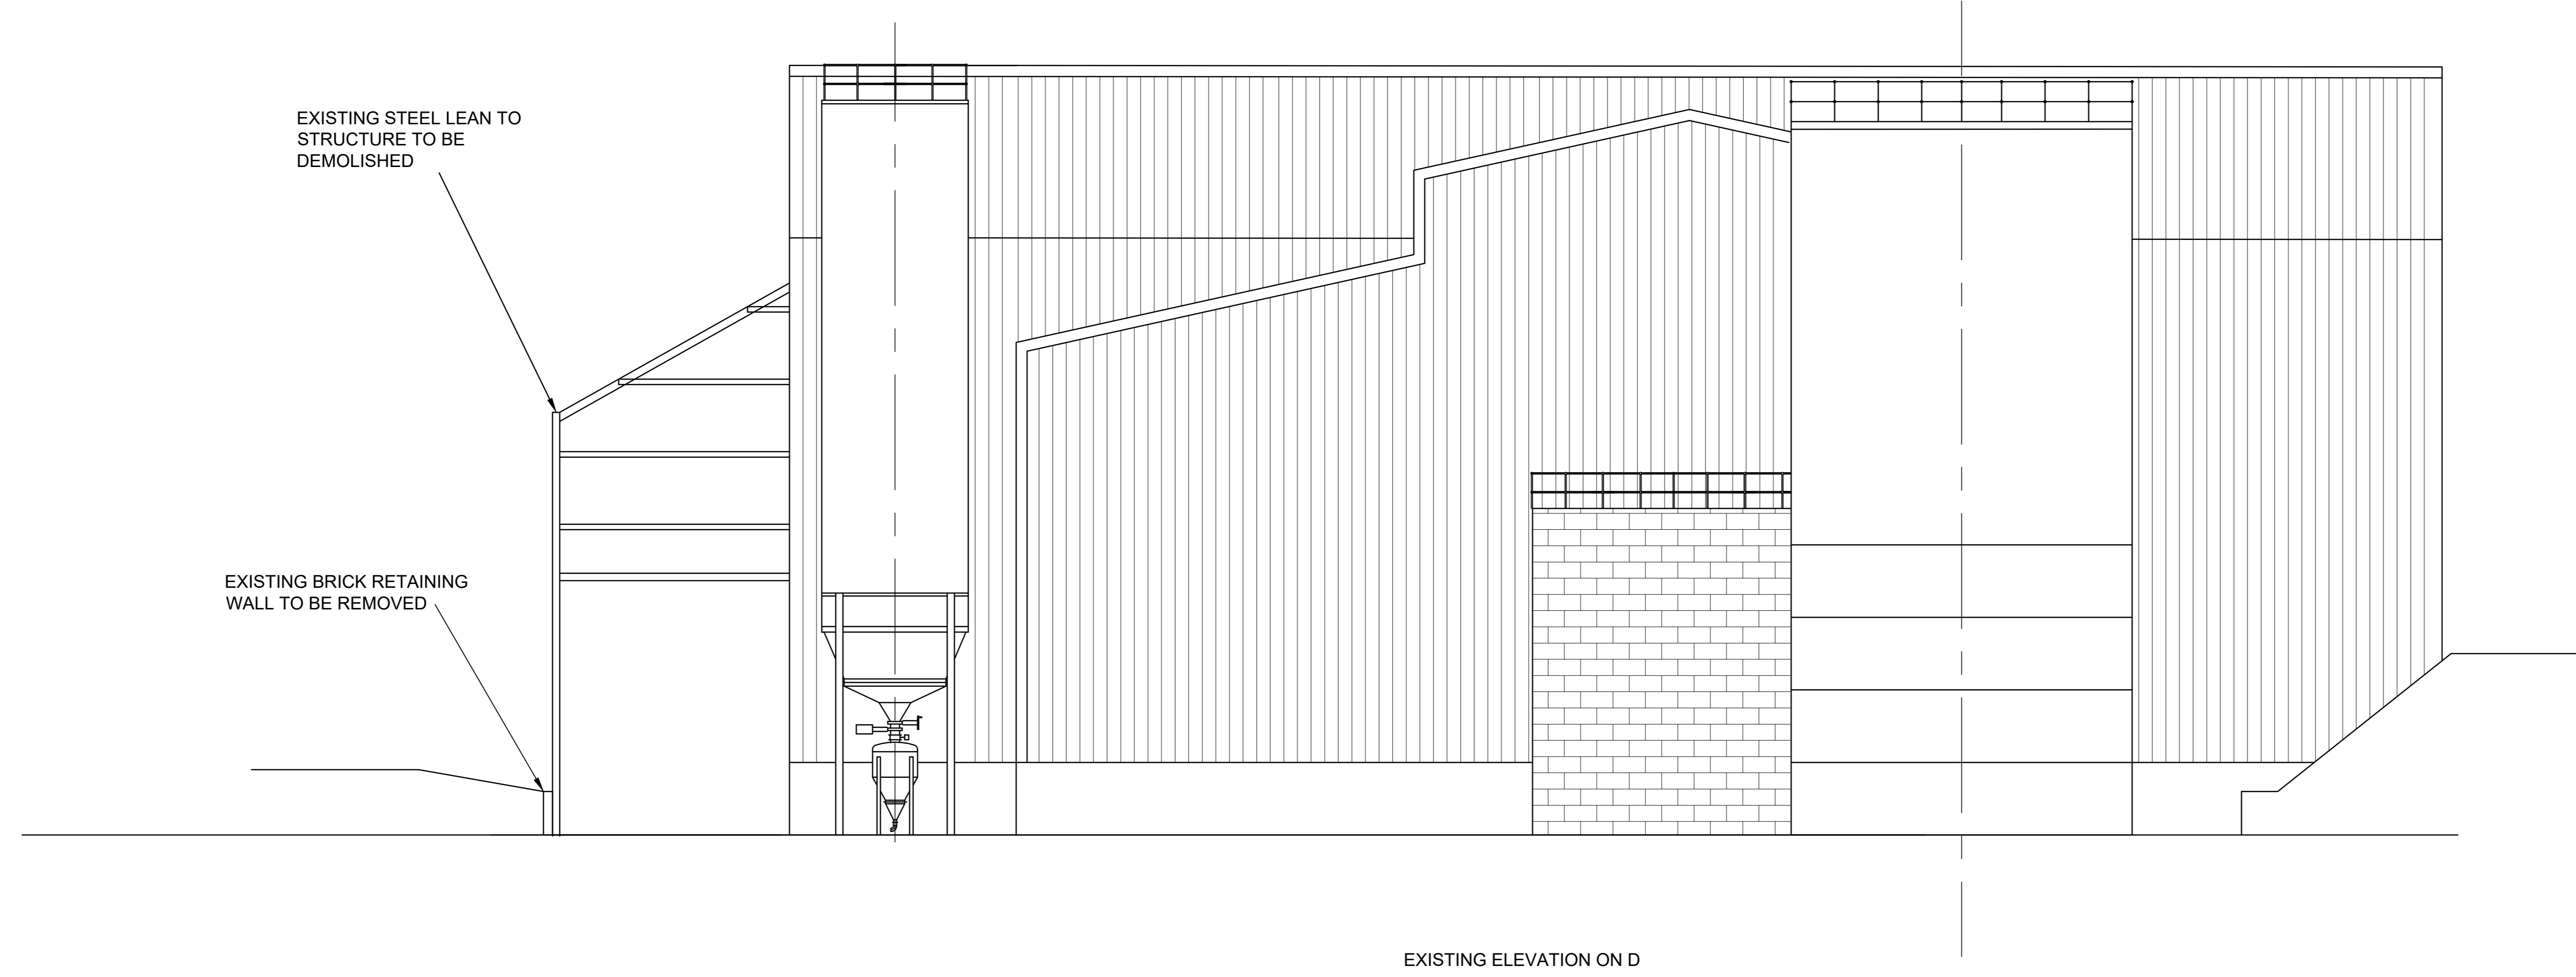 EXISTING STEEL LEAN TO
STRUCTURE TO BE
DEMOLISHED
EXISTING BRICK RETAINING
WALL TO BE REMOVED
EXISTING ELEVATION ON D